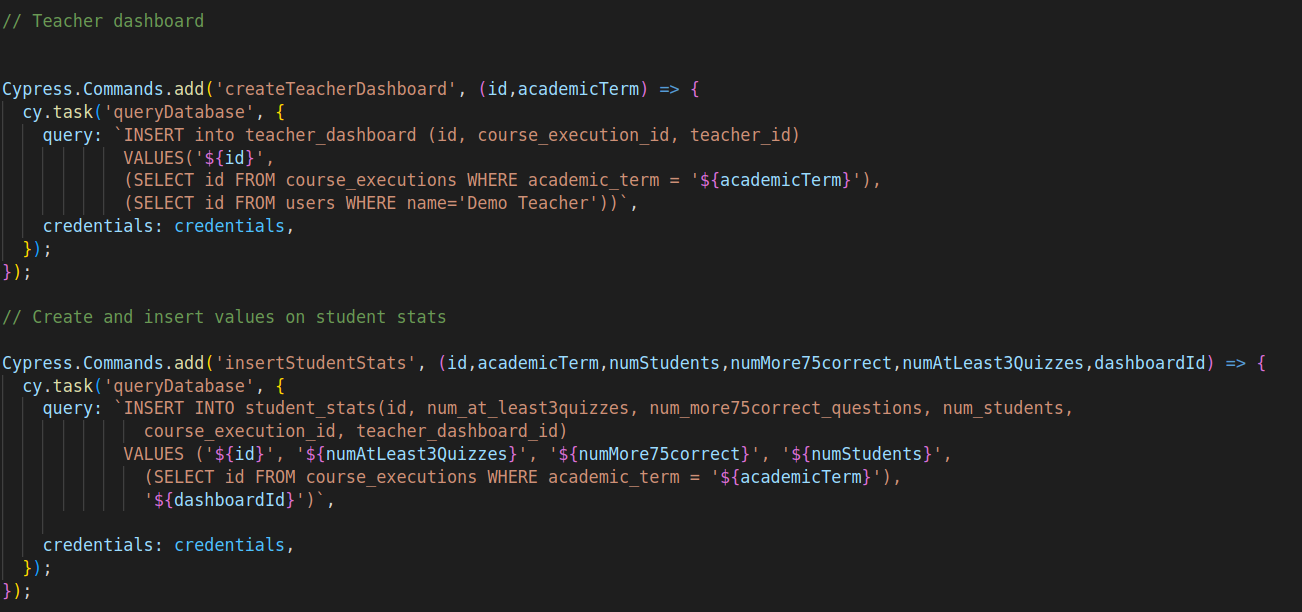 // Teacher dashboard
Cypress.Commands.add('createTeacherDashboard', (id,academicTerm) => {
cy.task('queryDatabase', {
query: `INSERT into teacher_dashboard (id, course_execution_id, teacher_id)
VALUES('${id}',
(SELECT id FROM course_executions WHERE academic_term = '${academicTerm}'),
(SELECT id FROM users WHERE name='Demo Teacher'))`,
credentials: credentials,
});
});
// Create and insert values on student stats
Cypress.Commands.add('insertStudentStats', (id,academicTerm,numStudents,numMore75correct,numAtLeast3Quizzes,dashboardId) => {
cy.task('queryDatabase', {
query: `INSERT INTO student_stats(id, num_at_least3quizzes, num_more75correct_questions, num_students,
course_execution_id, teacher_dashboard_id)
VALUES ('${id}', '${numAtLeast3Quizzes}', '${numMore75correct}', '${numStudents}',
(SELECT id FROM course_executions WHERE academic_term = '${academicTerm}'),
'${dashboardId}')`,
credentials: credentials,
});
});